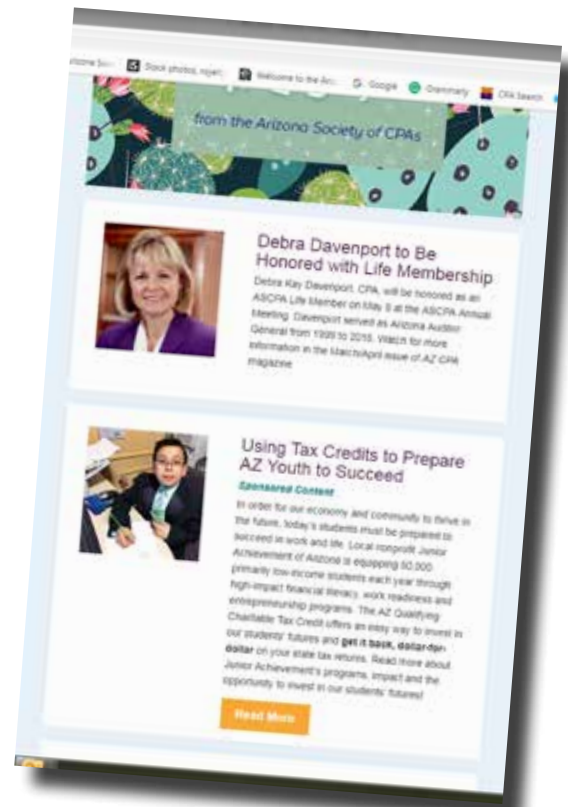 Stock photos, royalt...
Welcome to the Ari...
Google
Grammarly
CPA Search
from the Arizona Society of CPAs
Debra Davenport to Be
Honored with Life Membership
Debra Kay Davenport, CPA, will be honored as an
ASCPA Life Member on May 8 at the ASCPA Annual
Meeting. Davenport served as Arizona Auditor
General from 1999 to 2018. Watch for more
information in the March/April issue of AZ CPA
magazine.
Using Tax Credits to Prepare
AZ Youth to Succeed
Sponsored Content
In order for our economy and community to thrive in
the future, today's students must be prepared to
succeed in work and life. Local nonprofit Junior
Achievement of Arizona is equipping 50,000
primarily low-income students each year through
high-impact financial literacy, work readiness and
entrepreneurship programs. The AZ Qualifying
Charitable Tax Credit offers an easy way to invest in
our students' futures and get it back, dollar-for-
dollar on your state tax returns. Read more about
Junior Achievement's programs, impact and the
opportunity to invest in our students' futures!
Read More